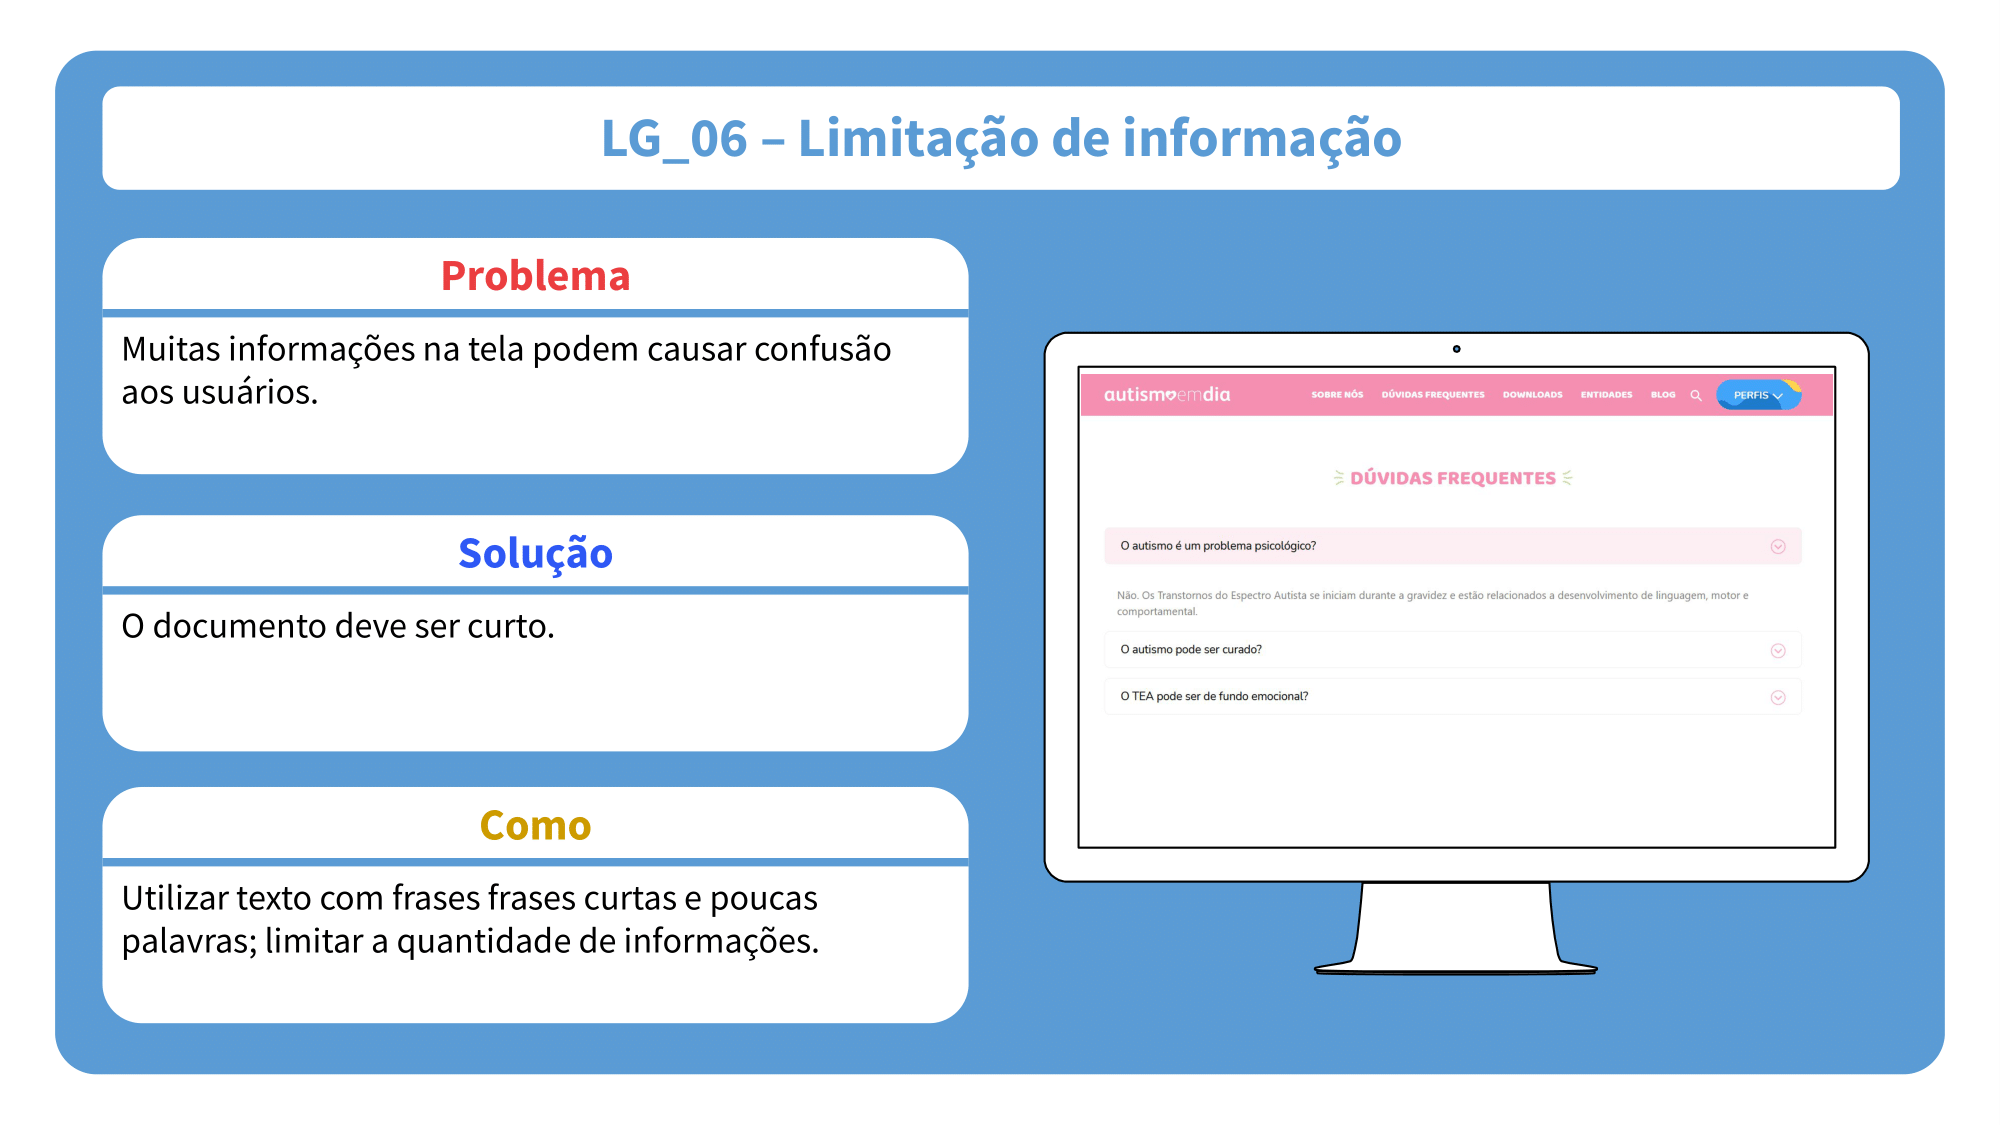 LG_06 – Limitação de informação
Problema
Muitas informações na tela podem causar confusão
aos usuários.
Solução
O documento deve ser curto.
Como
Utilizar texto com frases frases curtas e poucas
palavras; limitar a quantidade de informações.
autismoemdia SOBRE NÓS DÚVIDAS FREQUENTES DOWNLOADS ENTIDADES BLOG PERFIS
DÚVIDAS FREQUENTES
O autismo é um problema psicológico?
Não. Os Transtornos do Espectro Autista se iniciam durante a gravidez e estão relacionados a desenvolvimento de linguagem, motor e
comportamental.
O autismo pode ser curado?
O TEA pode ser de fundo emocional?